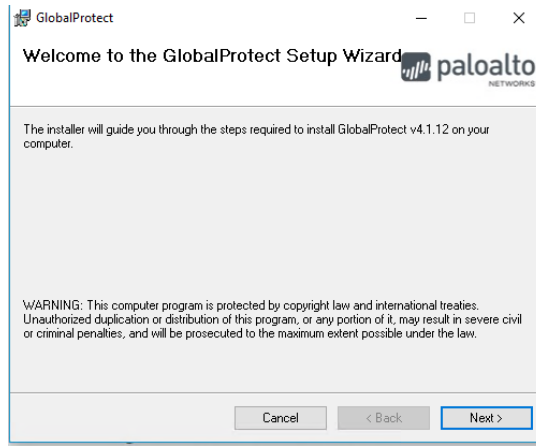 GlobalProtect
Welcome to the GlobalProtect Setup Wizard
paloalto
NETWORKS
The installer will guide you through the steps required to install GlobalProtect v4.1.12 on your
computer.
WARNING: This computer program is protected by copyright law and international treaties.
Unauthorized duplication or distribution of this program, or any portion of it, may result in severe civil
or criminal penalties, and will be prosecuted to the maximum extent possible under the law.
Cancel
< Back
Next >